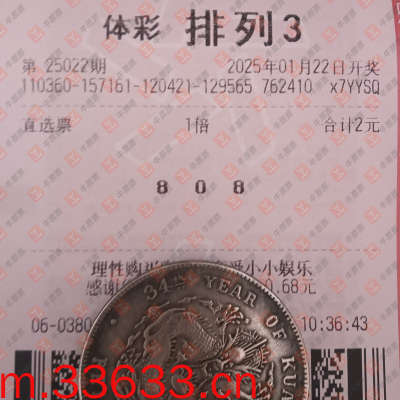 体彩 排列3
第 25022期 2025年01月22日开奖
110360-157161-120421-129565 762410 x7YYSQ
直选票 1倍 合计2元
8 0 8
理性购买 小小娱乐
感谢 0.68元
34TH YEAR OF KUA
06-0380 10:36:43
m.33633.cn